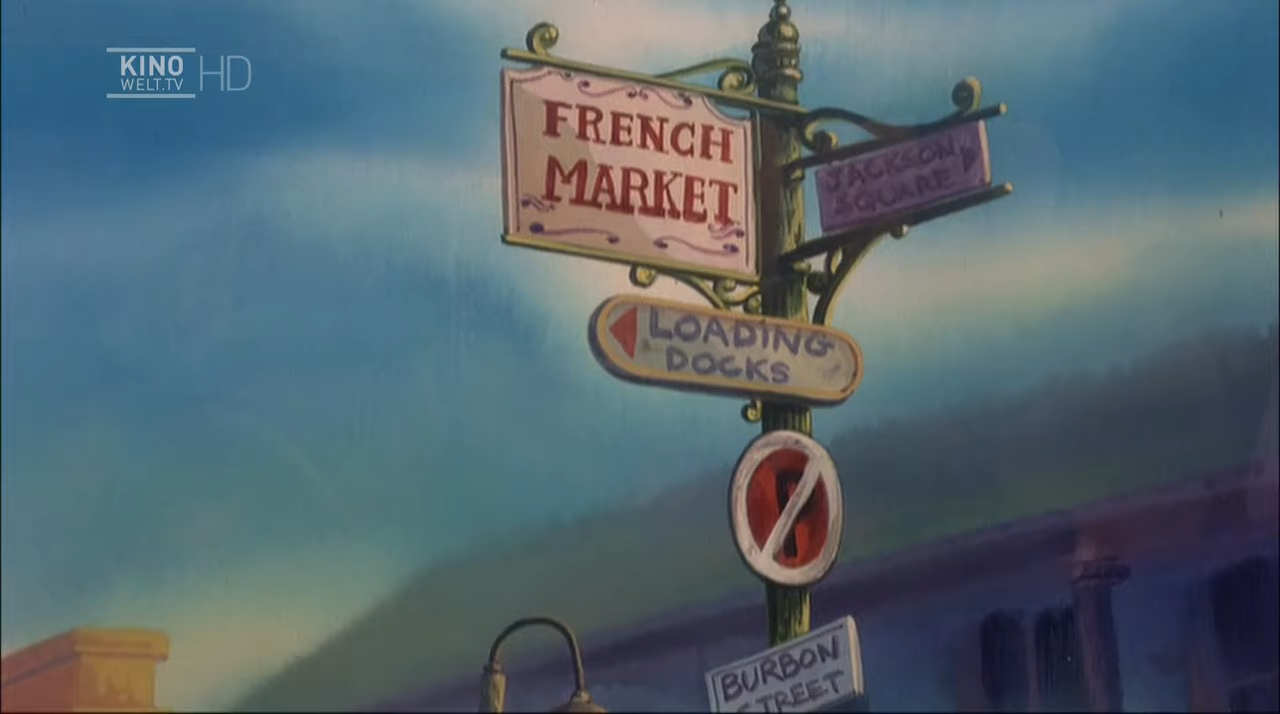 KINO
WELT.TV HD
FRENCH
MARKET
JACKSON
SQUARE
LOADING
DOCKS
BURBON
STREET